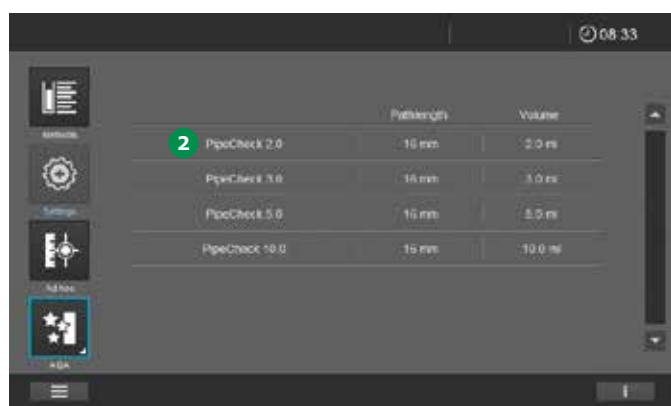 08:33
Pathlength Volume
Methods
2 PipeCheck 2.0 16 mm 2.0 ml
PipeCheck 3.0 16 mm 3.0 ml
Settings
PipeCheck 5.0 16 mm 5.0 ml
PipeCheck 10.0 16 mm 10.0 ml
Ad hoc
AQA
i